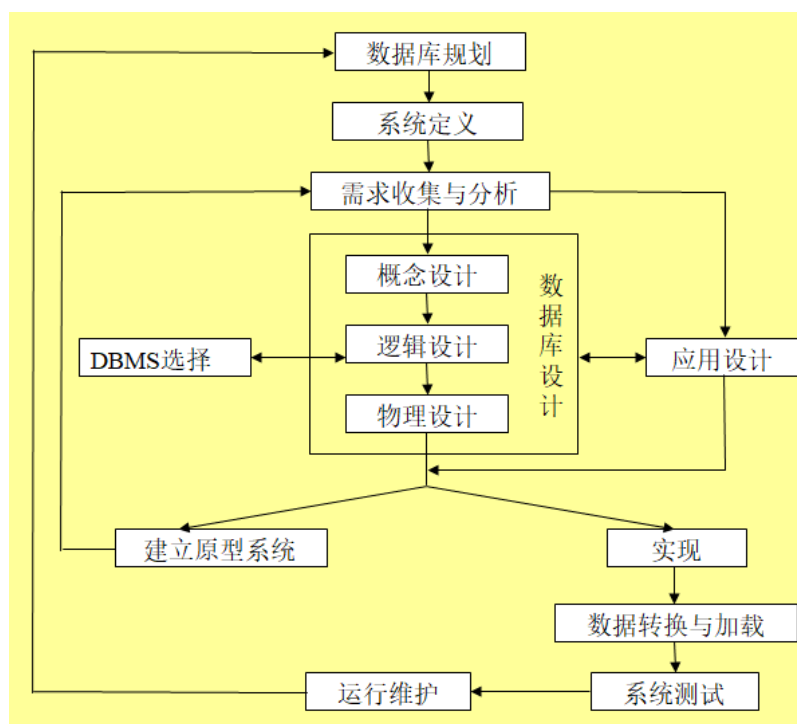 数据库规划
系统定义
需求收集与分析
概念设计
数据库设计
DBMS选择
逻辑设计
应用设计
物理设计
建立原型系统
实现
数据转换与加载
运行维护
系统测试